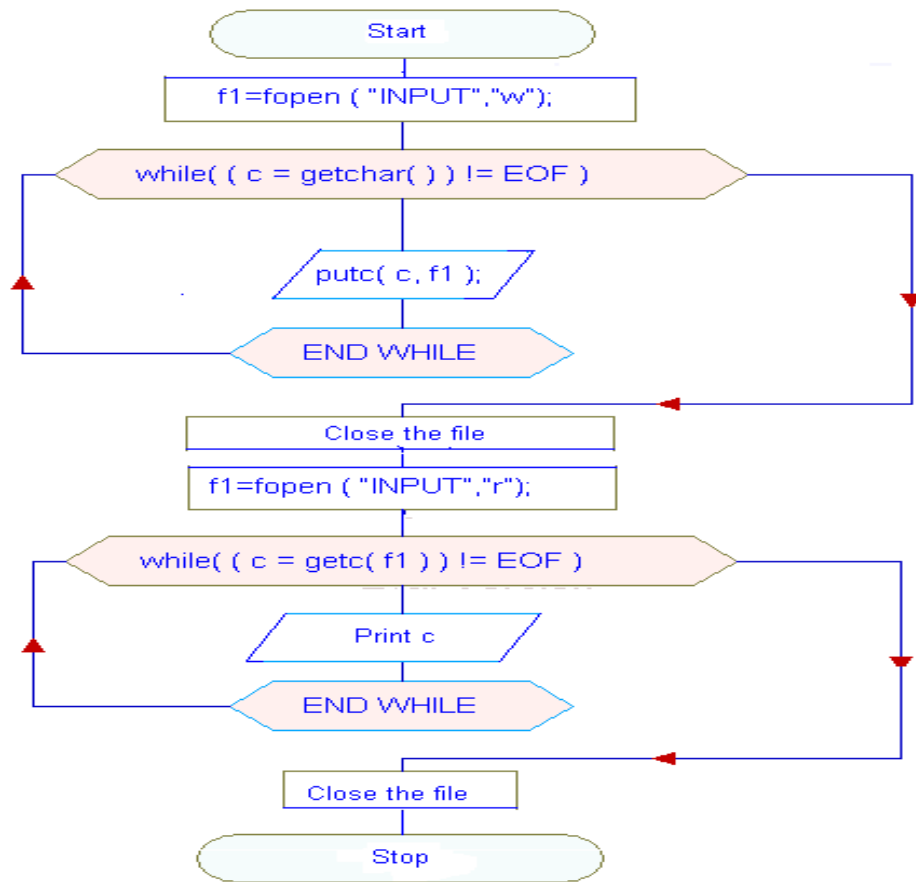 Start
f1=fopen ( "INPUT","w");
while( ( c = getchar( ) ) != EOF )
putc( c, f1 );
END WHILE
Close the file
f1=fopen ( "INPUT","r");
while( ( c = getc( f1 ) ) != EOF )
Print c
END WHILE
Close the file
Stop